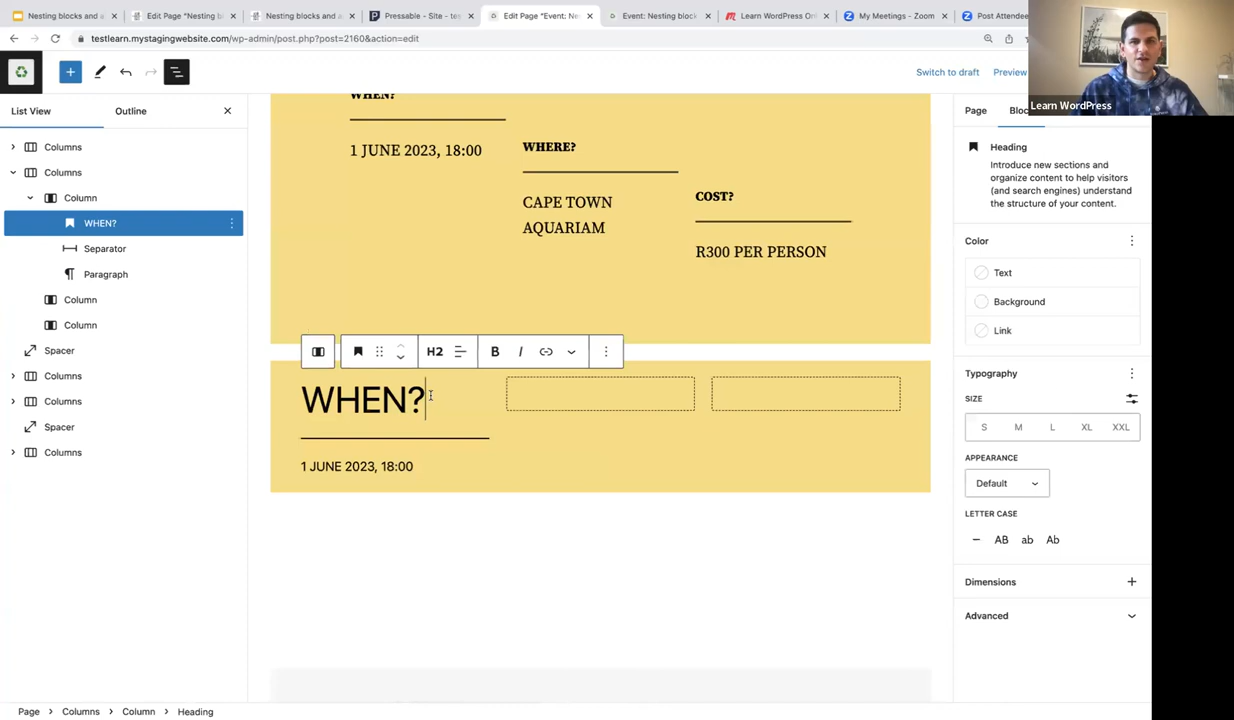 Nesting blocks and a
Edit Page "Nesting bl
Nesting blocks and a
Pressable - Site - te
Edit Page "Event: Ne
Event: Nesting block
Learn WordPress On
My Meetings - Zoom
Post Attendee
testlearn.mystagingwebsite.com/wp-admin/post.php?post=2160&action=edit
Switch to draft
Preview
Learn WordPress
List View
Outline
Page
Bloc
Columns
Columns
Column
WHEN?
Separator
Paragraph
Column
Column
Spacer
Columns
Columns
Spacer
Columns
WHEN?
1 JUNE 2023, 18:00
WHERE?
CAPE TOWN
AQUARIAM
COST?
R300 PER PERSON
H2
B
I
WHEN?
1 JUNE 2023, 18:00
Heading
Introduce new sections and
organize content to help visitors
(and search engines) understand
the structure of your content.
Color
Text
Background
Link
Typography
SIZE
S M L XL XXL
APPEARANCE
Default
LETTER CASE
– AB ab Ab
Dimensions
Advanced
Page > Columns > Column > Heading